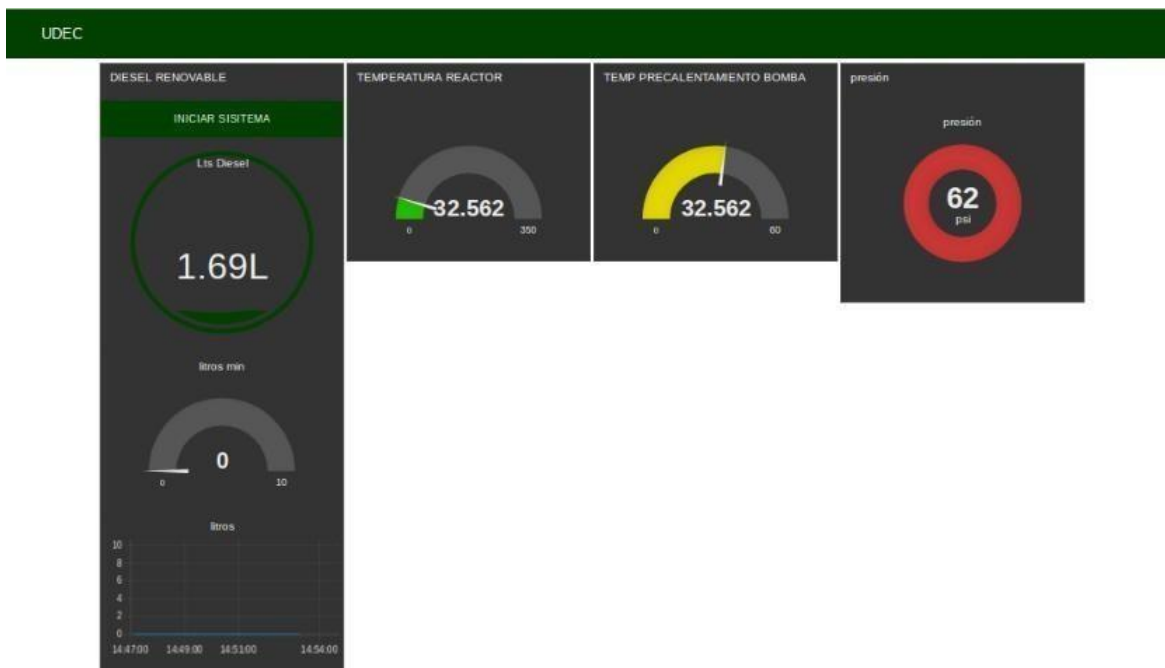 UDEC
DIESEL RENOVABLE
INICIAR SISITEMA
Lts Diesel
1.69L
litros min
0
0
10
litros
10
8
6
4
2
0
14:47:00 14:49:00 14:51:00 14:54:00
TEMPERATURA REACTOR
32.562
0
350
TEMP PRECALENTAMIENTO BOMBA
32.562
0
60
presión
presión
62
psi